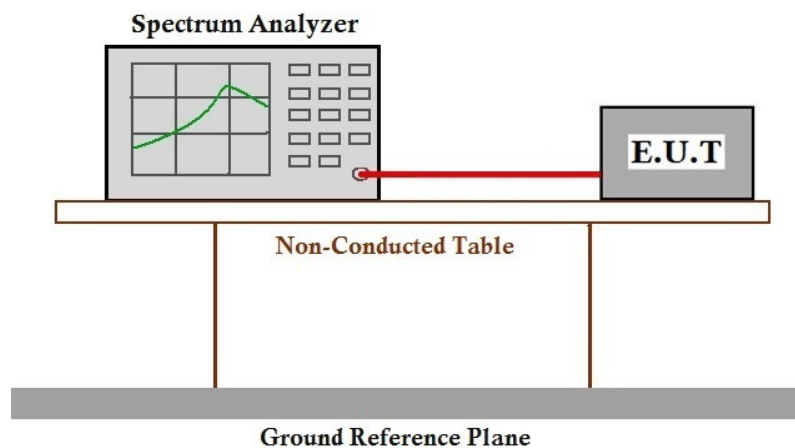 Spectrum Analyzer
E.U.T
Non-Conducted Table
Ground Reference Plane